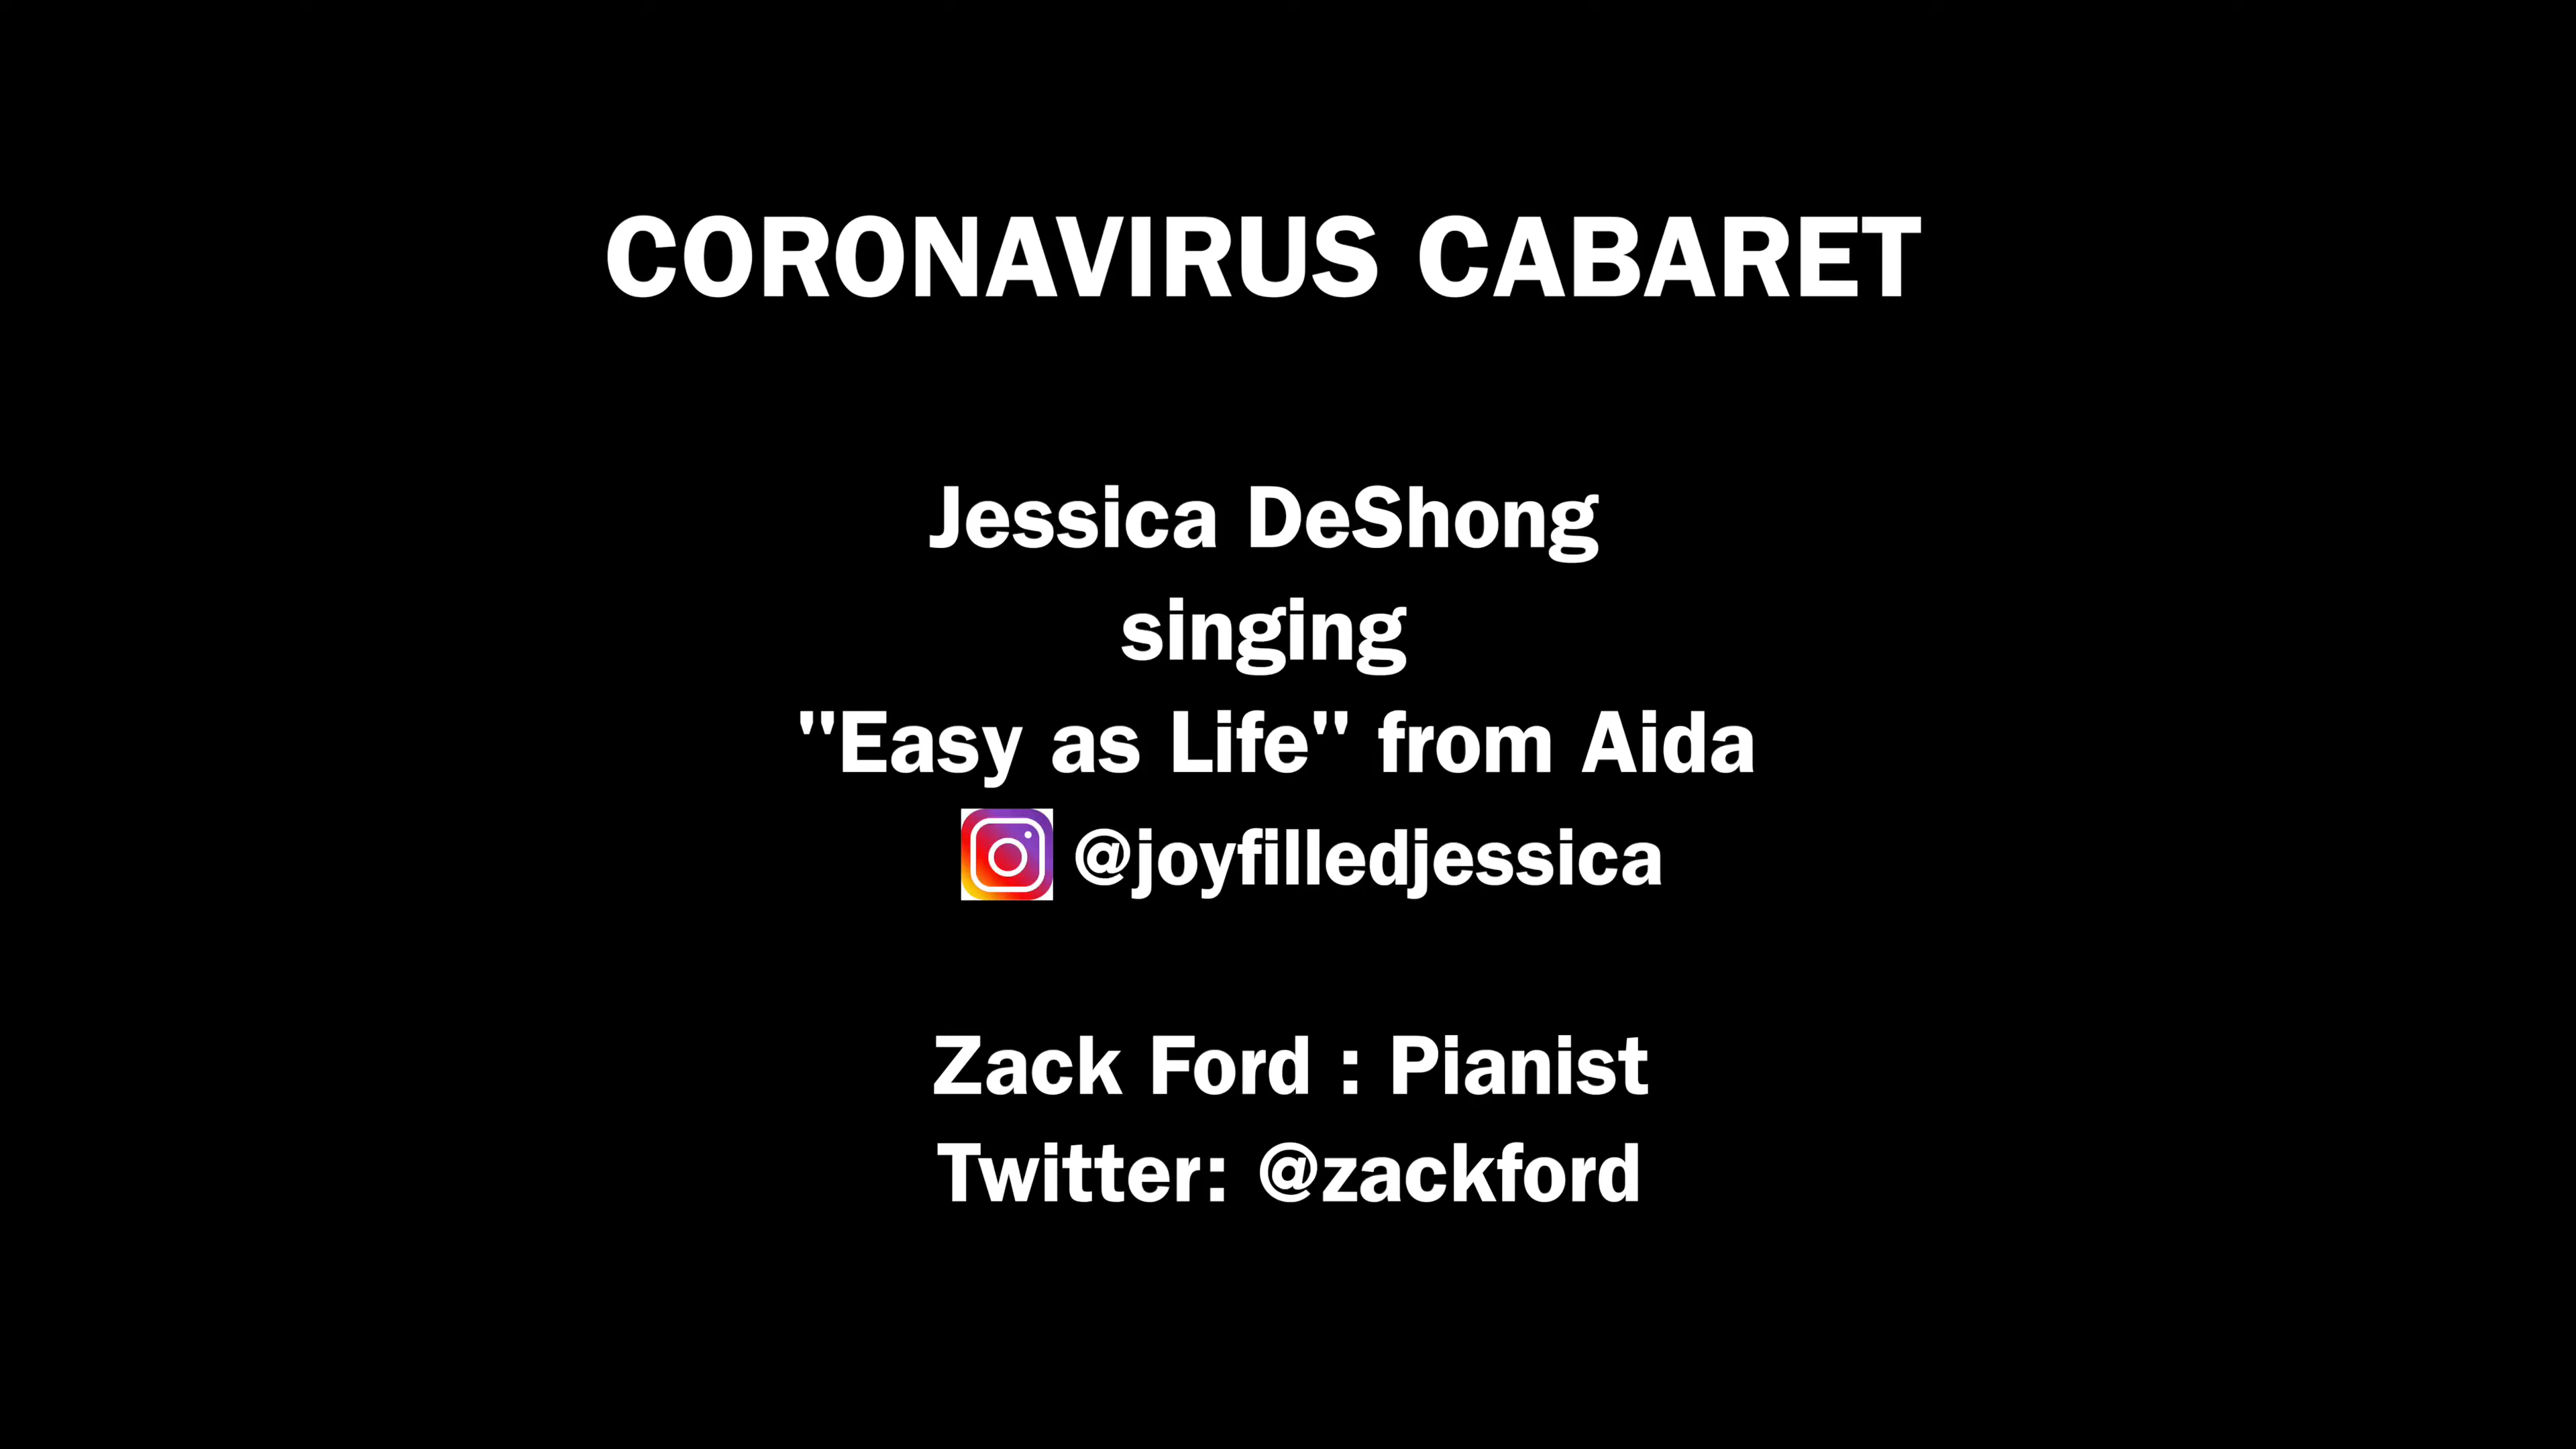 CORONAVIRUS CABARET
Jessica DeShong
singing
"Easy as Life" from Aida
@joyfilledjessica
Zack Ford : Pianist
Twitter: @zackford